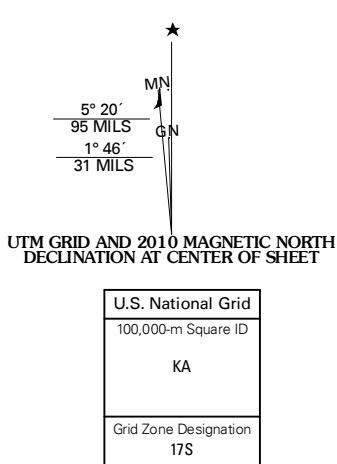 MN
5° 20´
95 MILS
GN
1° 46´
31 MILS
UTM GRID AND 2010 MAGNETIC NORTH
DECLINATION AT CENTER OF SHEET
U.S. National Grid
100,000-m Square ID
KA
Grid Zone Designation
17S